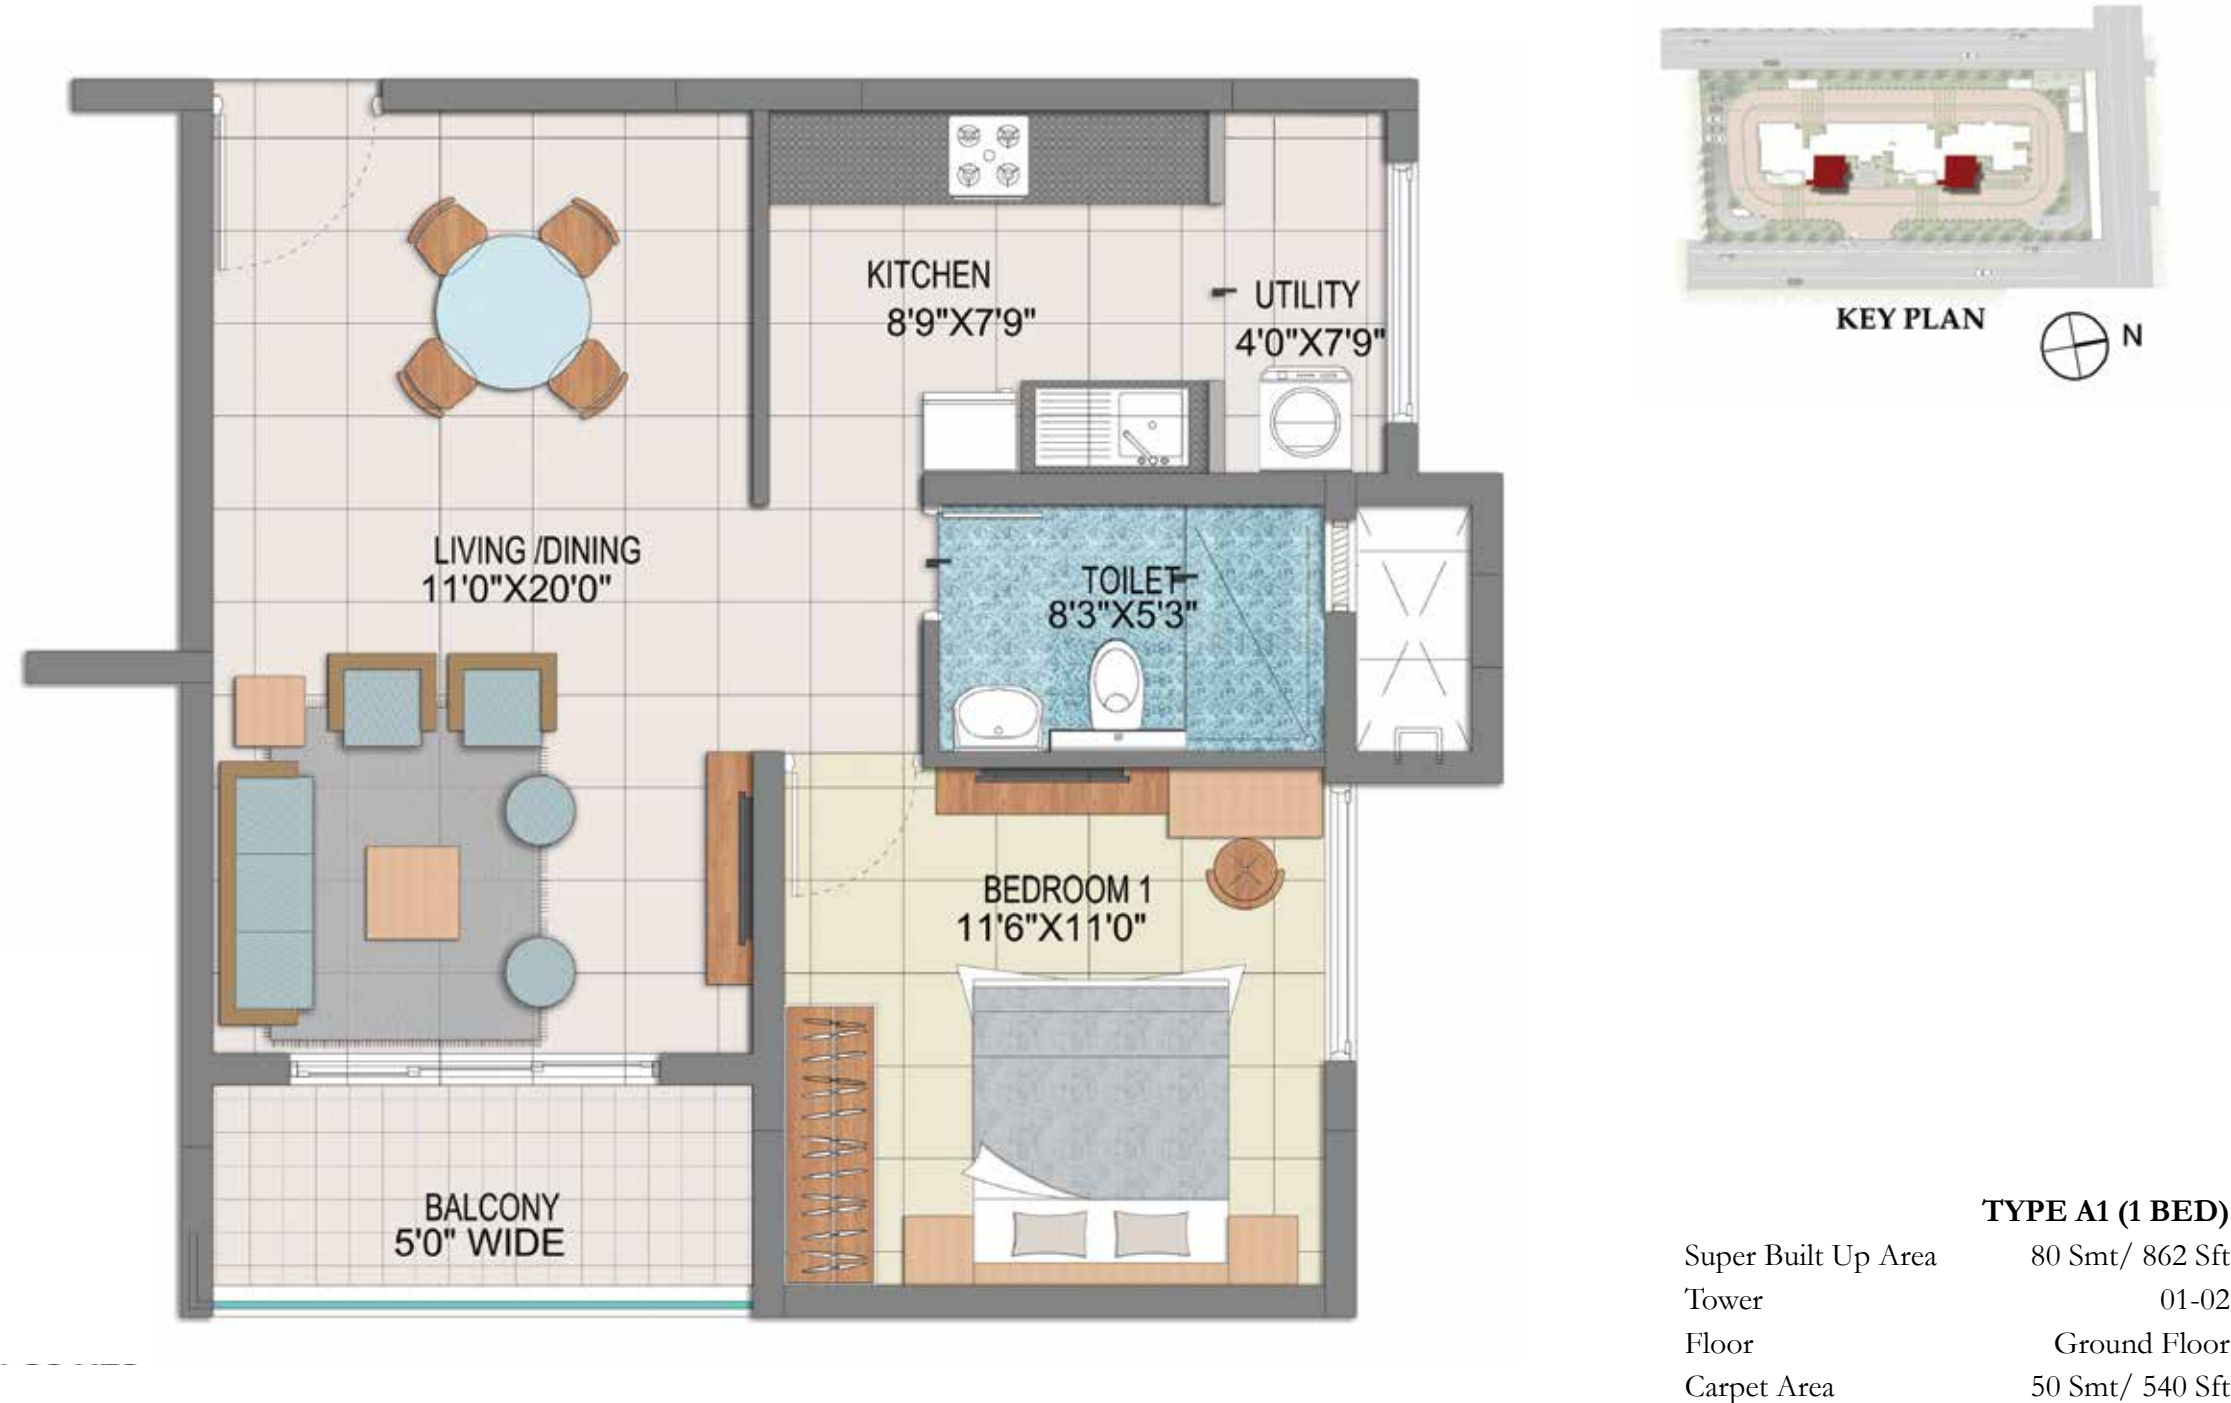 KITCHEN
8'9"X7'9"
UTILITY
4'0"X7'9"
LIVING /DINING
11'0"X20'0"
TOILET
8'3"X5'3"
BEDROOM 1
11'6"X11'0"
BALCONY
5'0" WIDE
KEY PLAN
N
TYPE A1 (1 BED)
Super Built Up Area 80 Smt/ 862 Sft
Tower 01-02
Floor Ground Floor
Carpet Area 50 Smt/ 540 Sft